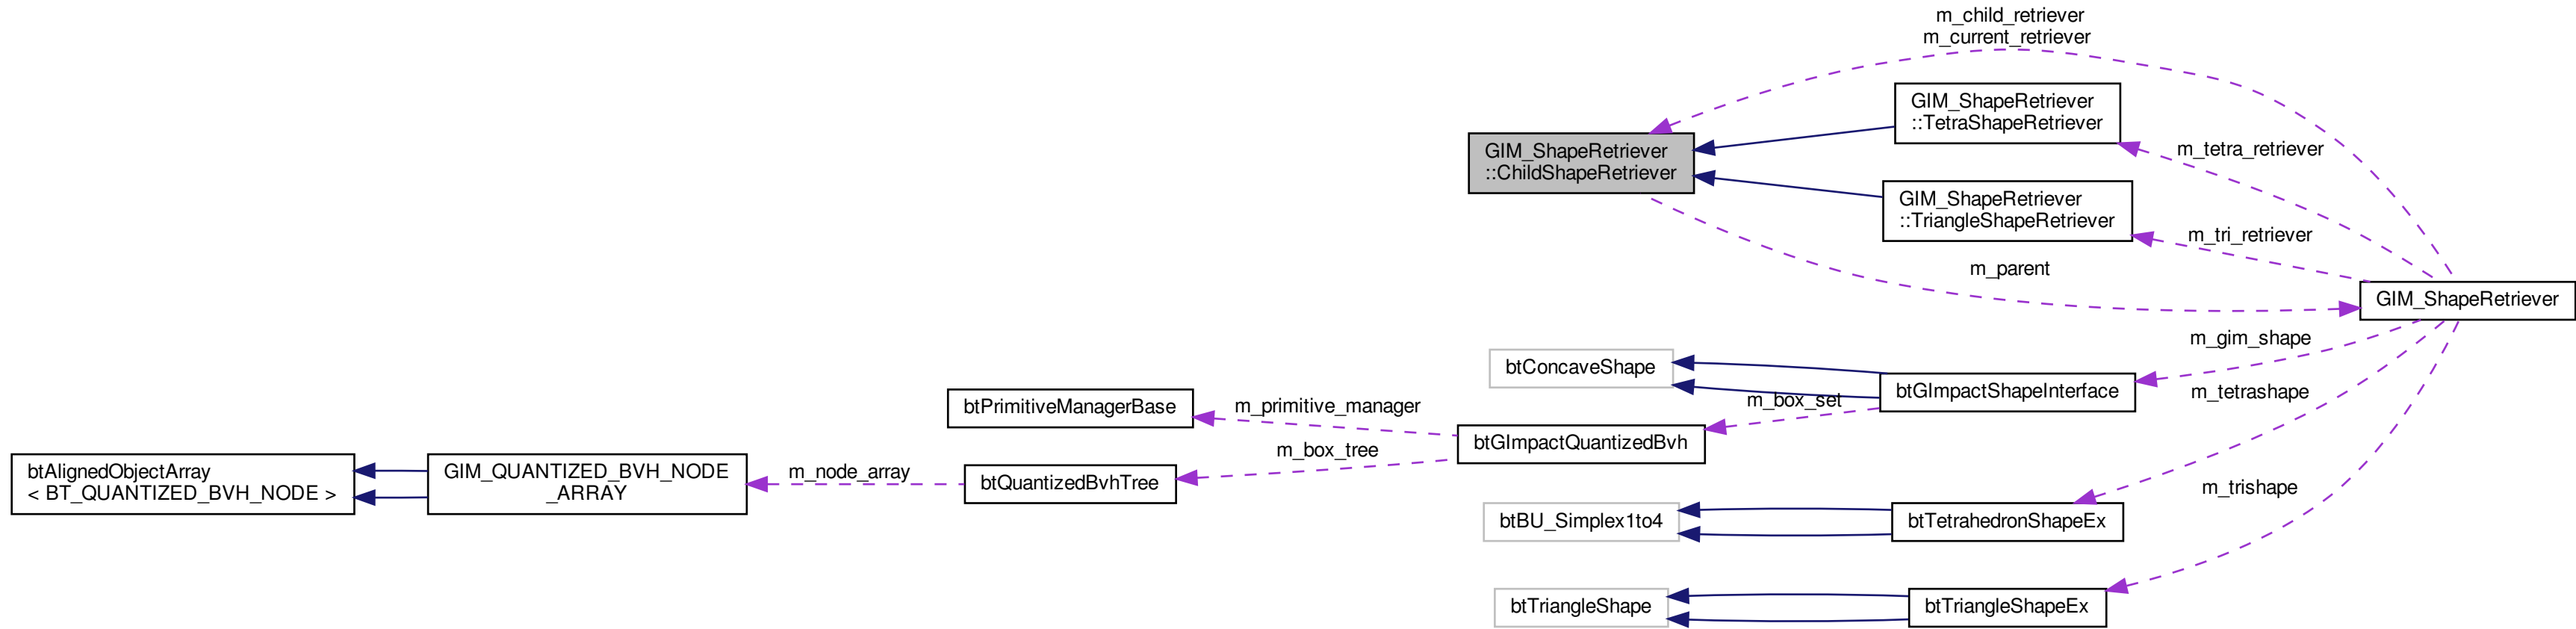 m_child_retriever
m_current_retriever
GIM_ShapeRetriever
::TetraShapeRetriever
GIM_ShapeRetriever
::ChildShapeRetriever
m_tetra_retriever
GIM_ShapeRetriever
::TriangleShapeRetriever
m_tri_retriever
m_parent
GIM_ShapeRetriever
m_gim_shape
btConcaveShape
btGImpactShapeInterface
m_tetrashape
m_box_set
btPrimitiveManagerBase
m_primitive_manager
btGImpactQuantizedBvh
m_box_tree
btAlignedObjectArray
< BT_QUANTIZED_BVH_NODE >
GIM_QUANTIZED_BVH_NODE
_ARRAY
m_node_array
btQuantizedBvhTree
m_trishape
btBU_Simplex1to4
btTetrahedronShapeEx
btTriangleShape
btTriangleShapeEx